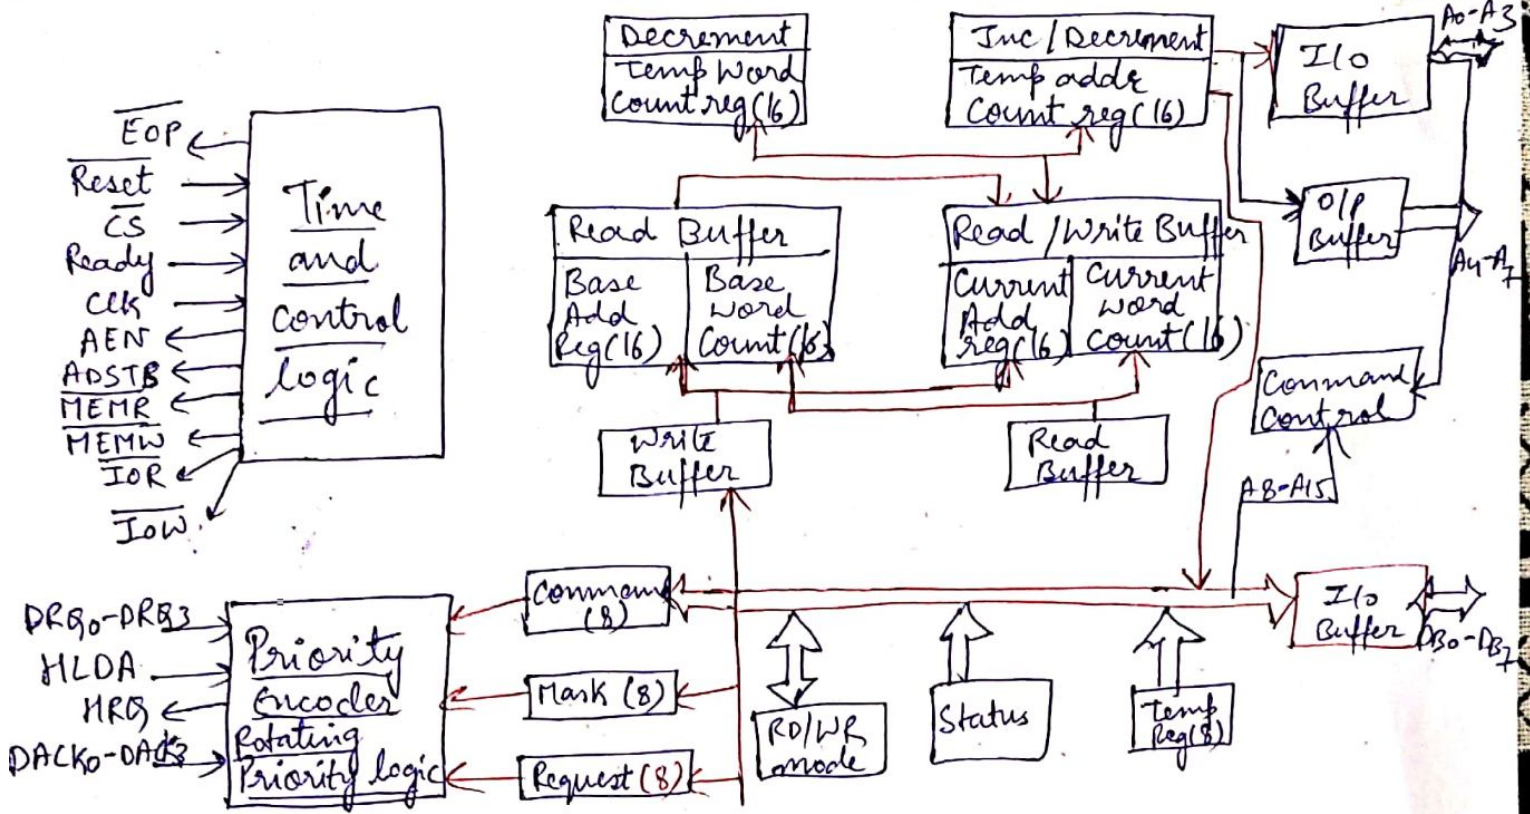 Decrement
Temp Word
Count reg(16)
Inc/Decrement
Temp addr
Count reg(16)
I/o
Buffer
A0-A3
EOP
Reset
CS
Ready
Clk
AEN
ADSTB
MEMR
MEMW
IOR
IOW
Time
and
control
logic
Read Buffer
Base
Add
Reg(16)
Base
word
Count(16)
Read/Write Buffer
Current
Add
reg(16)
Current
word
count(16)
O/P
Buffer
A4-A7
Command
Control
Write
Buffer
Read
Buffer
A8-A15
DRQ0-DRQ3
HLDA
HRQ
DACK0-DACK3
Priority
Encoder
Rotating
Priority logic
Command
(8)
Mask (8)
Request (8)
RD/WR
mode
Status
Temp
Reg(8)
I/o
Buffer
DB0-DB7